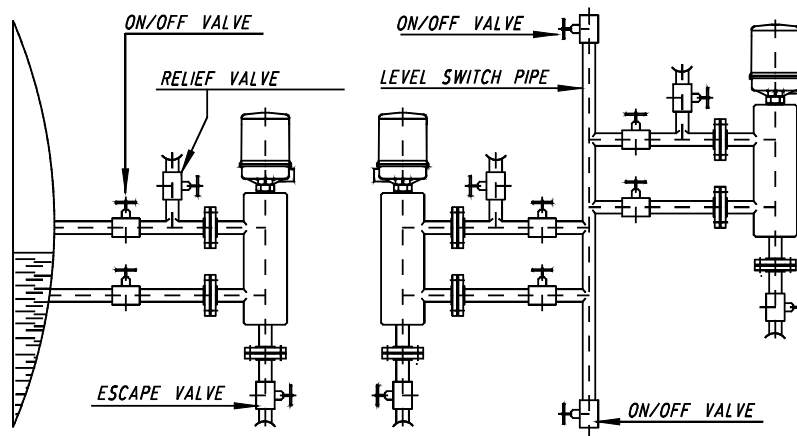 ON/OFF VALVE
ON/OFF VALVE
RELIEF VALVE
LEVEL SWITCH PIPE
ESCAPE VALVE
ON/OFF VALVE